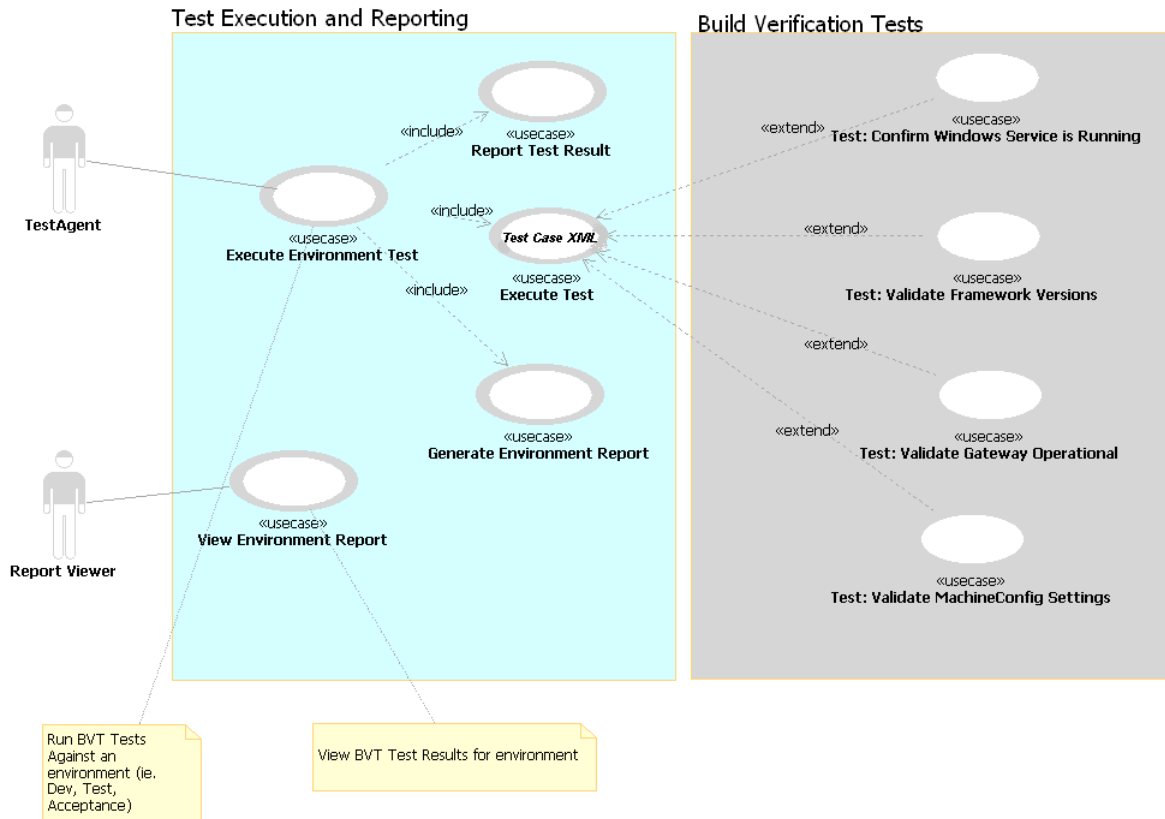 Test Execution and Reporting
Build Verification Tests
«include»
«usecase»
Report Test Result
«extend»
«usecase»
Test: Confirm Windows Service is Running
TestAgent
«usecase»
Execute Environment Test
«include»
Test Case XML
«usecase»
Execute Test
«extend»
«usecase»
Test: Validate Framework Versions
«include»
«usecase»
Generate Environment Report
«extend»
«usecase»
Test: Validate Gateway Operational
«extend»
Report Viewer
«usecase»
View Environment Report
«usecase»
Test: Validate MachineConfig Settings
Run BVT Tests
Against an
environment (ie.
Dev, Test,
Acceptance)
View BVT Test Results for environment